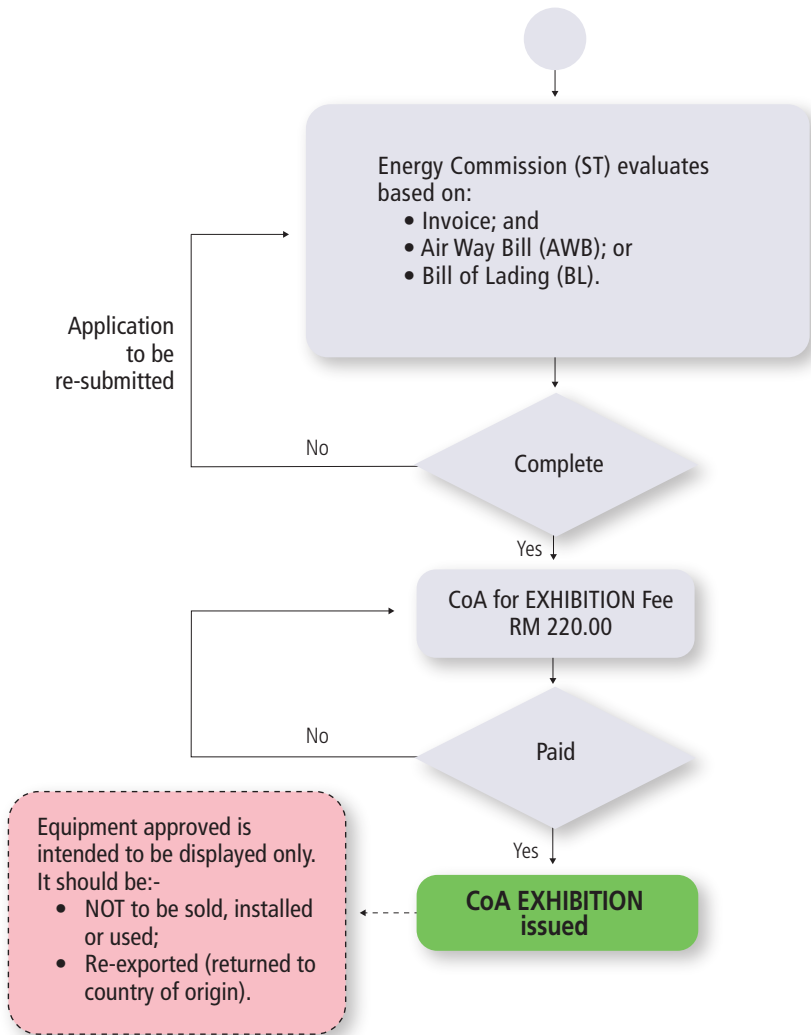 Energy Commission (ST) evaluates
based on:
• Invoice; and
• Air Way Bill (AWB); or
• Bill of Lading (BL).
Application
to be
re-submitted
No
Complete
Yes
CoA for EXHIBITION Fee
RM 220.00
No
Paid
Yes
Equipment approved is
intended to be displayed only.
It should be:-
• NOT to be sold, installed
or used;
• Re-exported (returned to
country of origin).
CoA EXHIBITION
issued